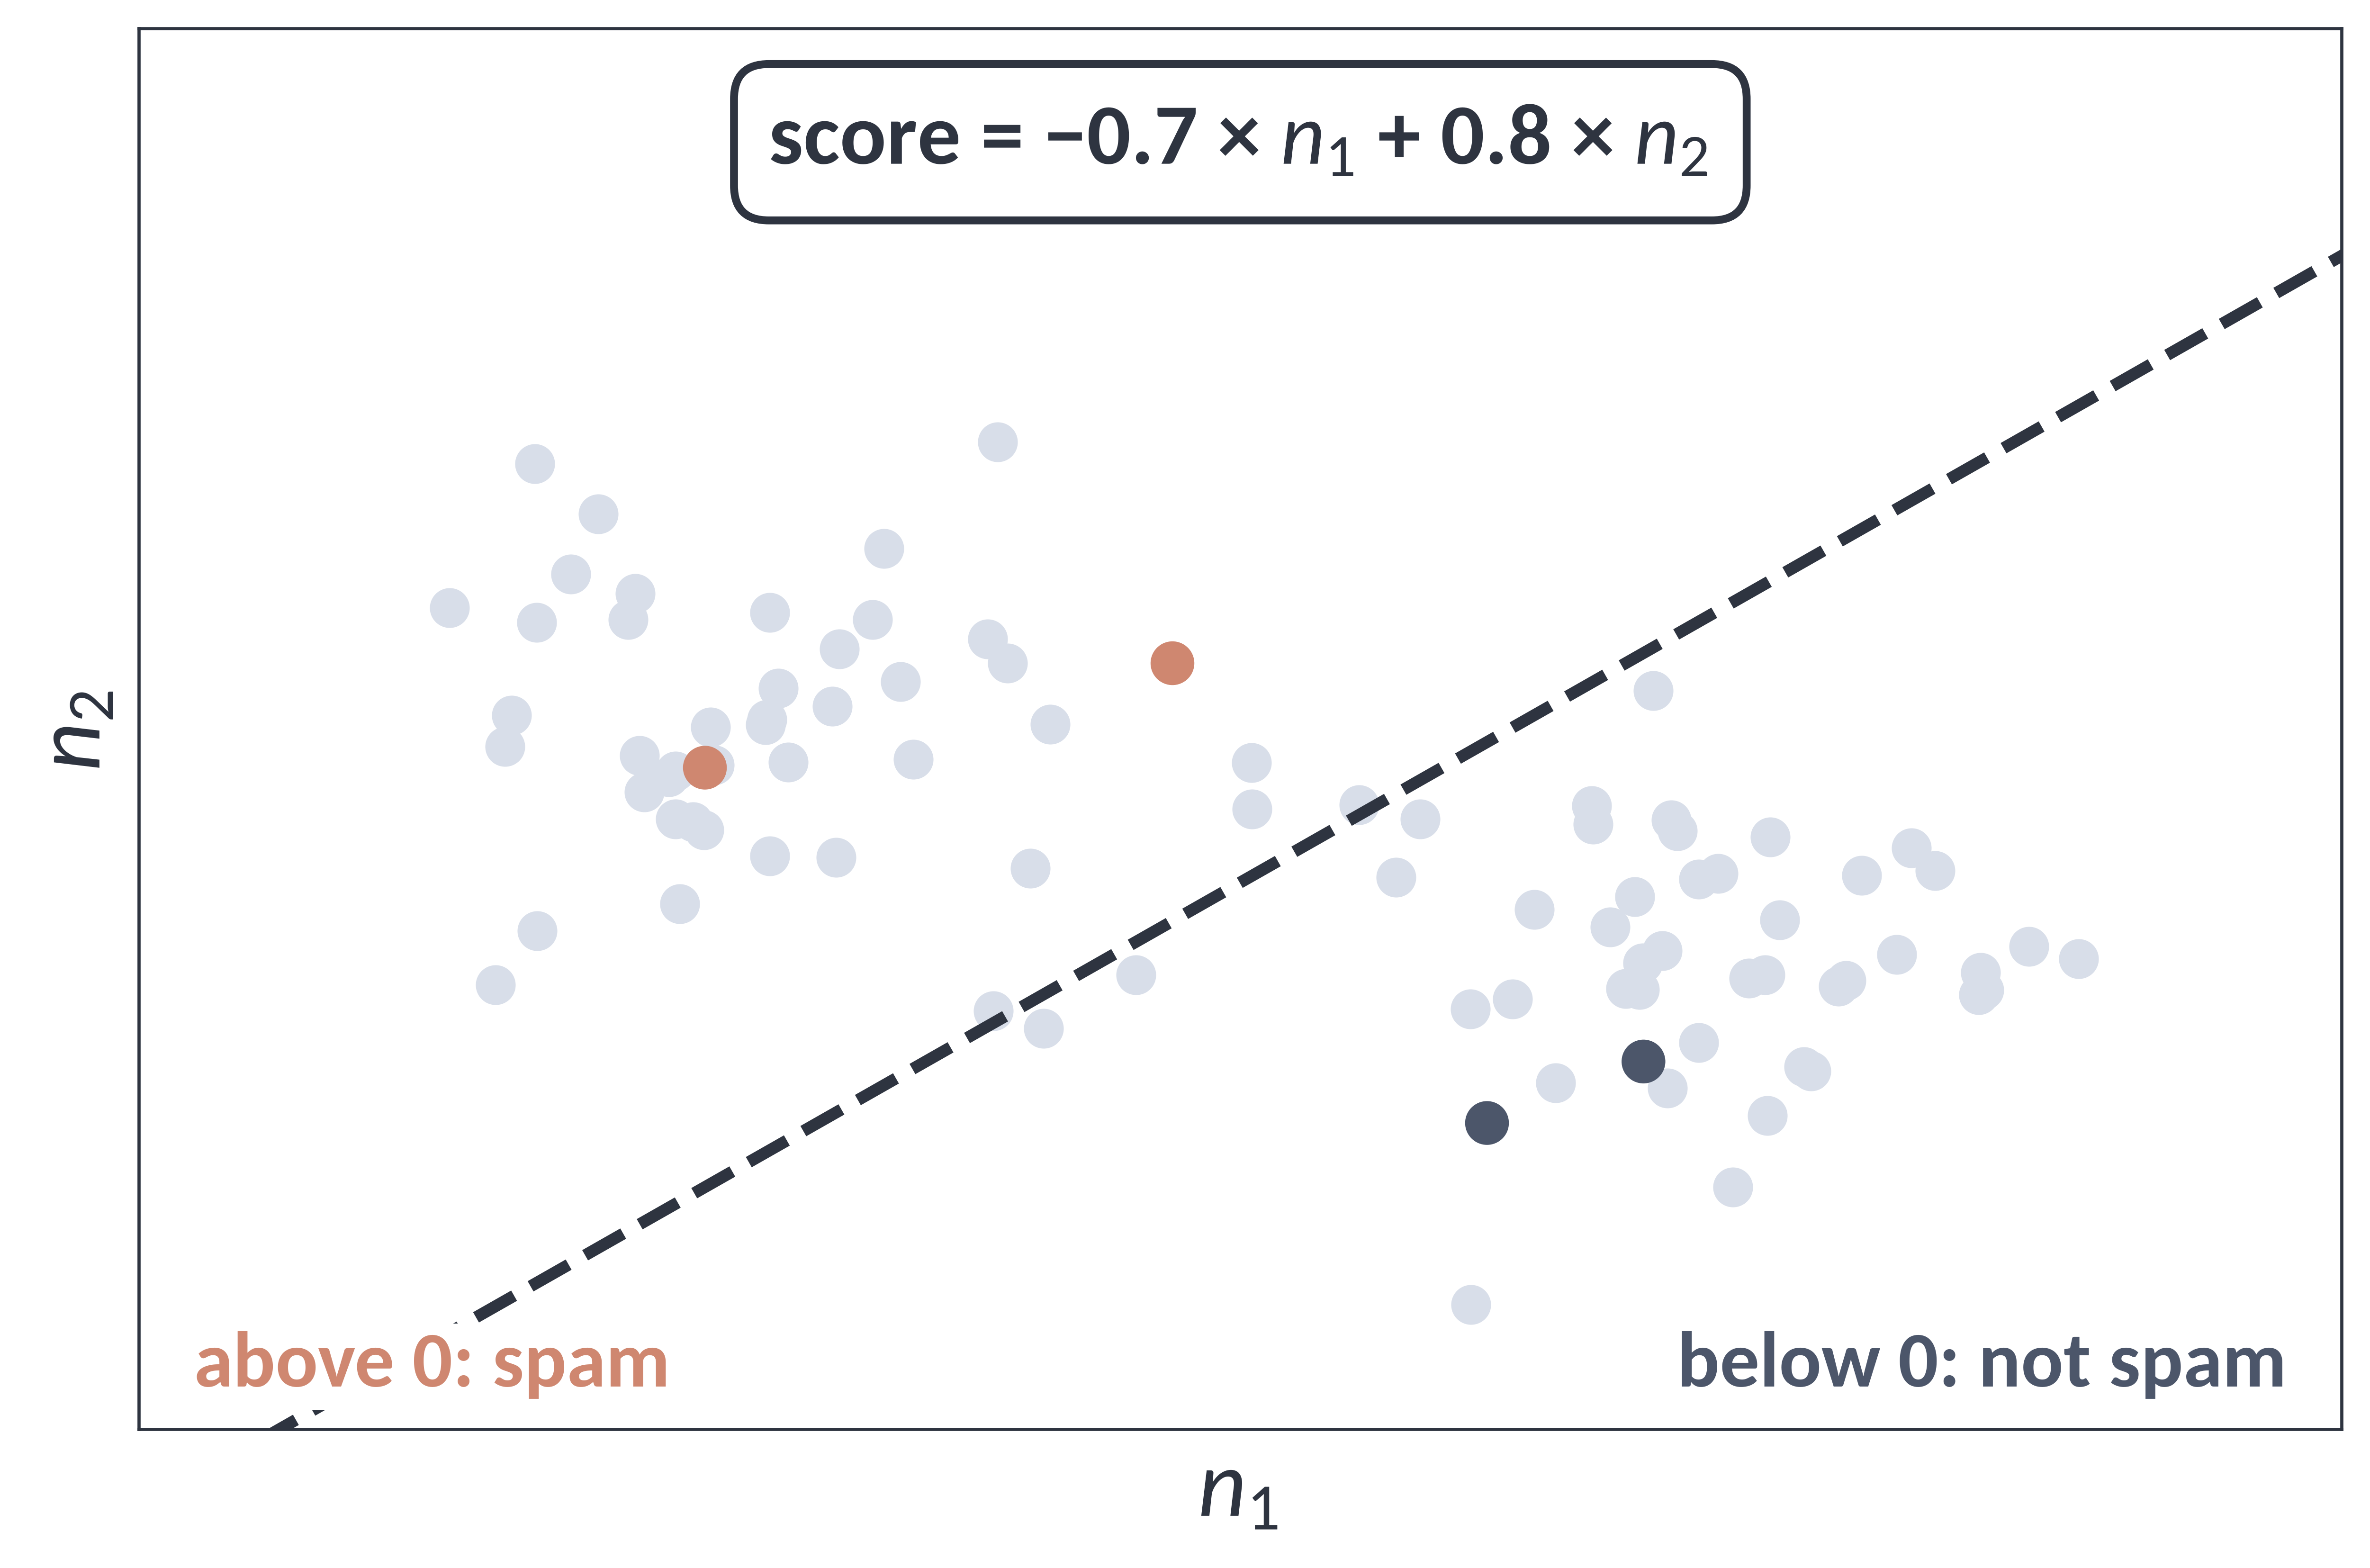 score = −0.7 × n₁ + 0.8 × n₂
n₂
above 0: spam
below 0: not spam
n₁